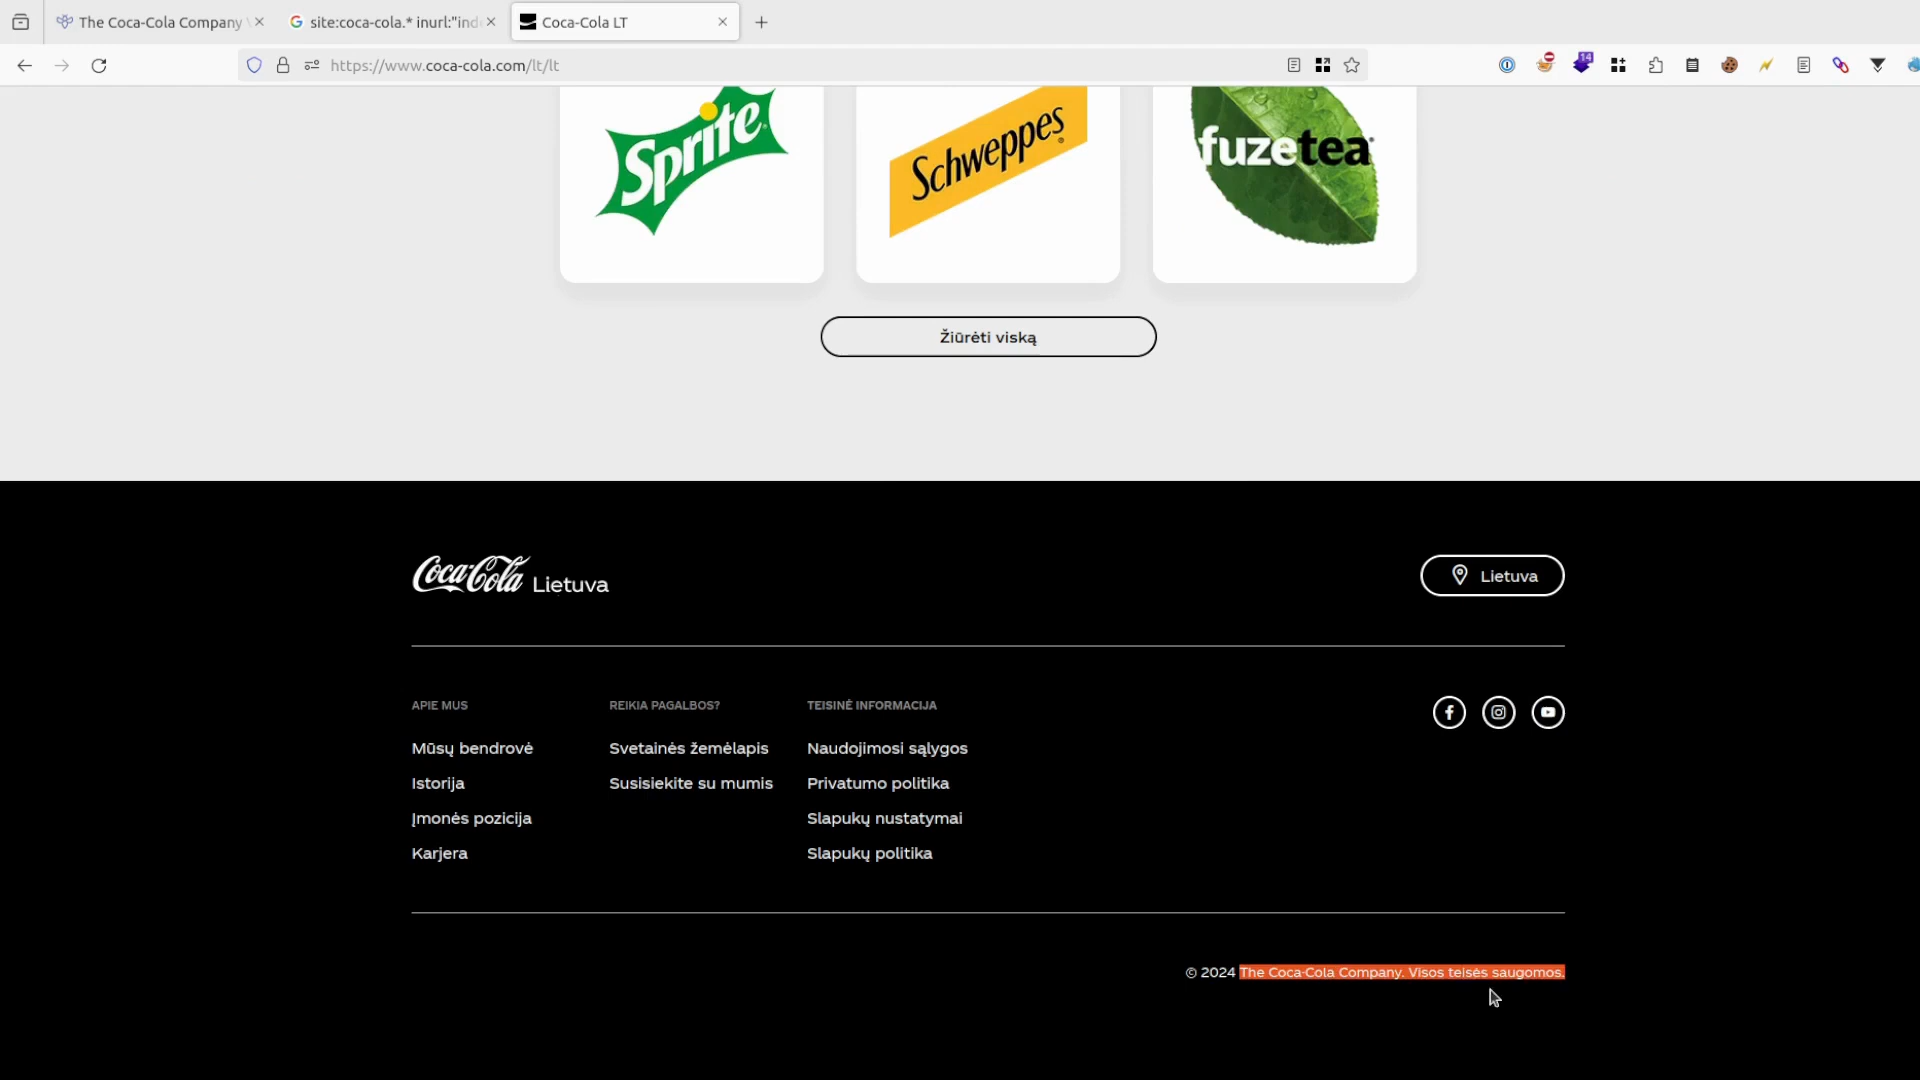 The Coca-Cola Company
site:coca-cola.* inurl:"ind
Coca-Cola LT
https://www.coca-cola.com/lt/lt
14
Sprite
Schweppes
fuzetea
Žiūrėti viską
Coca-Cola Lietuva
Lietuva
APIE MUS
REIKIA PAGALBOS?
TEISINĖ INFORMACIJA
Mūsų bendrovė
Svetainės žemėlapis
Naudojimosi sąlygos
Istorija
Susisiekite su mumis
Privatumo politika
Įmonės pozicija
Slapukų nustatymai
Karjera
Slapukų politika
© 2024 The Coca-Cola Company. Visos teisės saugomos.